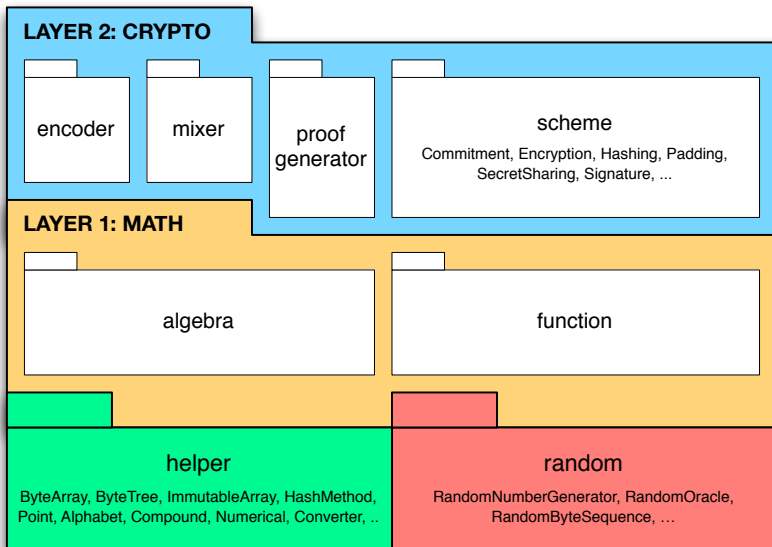 LAYER 2: CRYPTO
encoder
mixer
proof
generator
scheme
Commitment, Encryption, Hashing, Padding,
SecretSharing, Signature, ...
LAYER 1: MATH
algebra
function
helper
ByteArray, ByteTree, ImmutableArray, HashMethod,
Point, Alphabet, Compound, Numerical, Converter, ..
random
RandomNumberGenerator, RandomOracle,
RandomByteSequence, ...